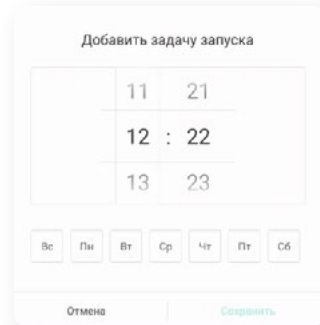 Добавить задачу запуска
11 21
12 : 22
13 23
Вс Пн Вт Ср Чт Пт Сб
Отмена Сохранить